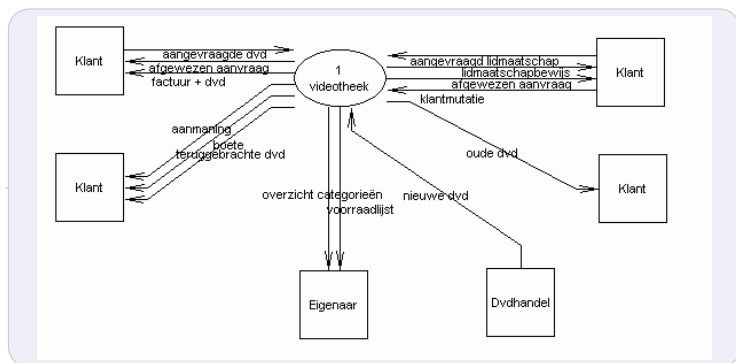 Klant
aangevraagde dvd
afgewezen aanvraag
factuur + dvd
1
videotheek
aangevraagd lidmaatschap
lidmaatschapbewijs
afgewezen aanvraag
klantmutatie
Klant
aanmaning
boete
teruggebrachte dvd
Klant
oude dvd
Klant
overzicht categorieën
voorraadlijst
nieuwe dvd
Eigenaar
Dvdhandel